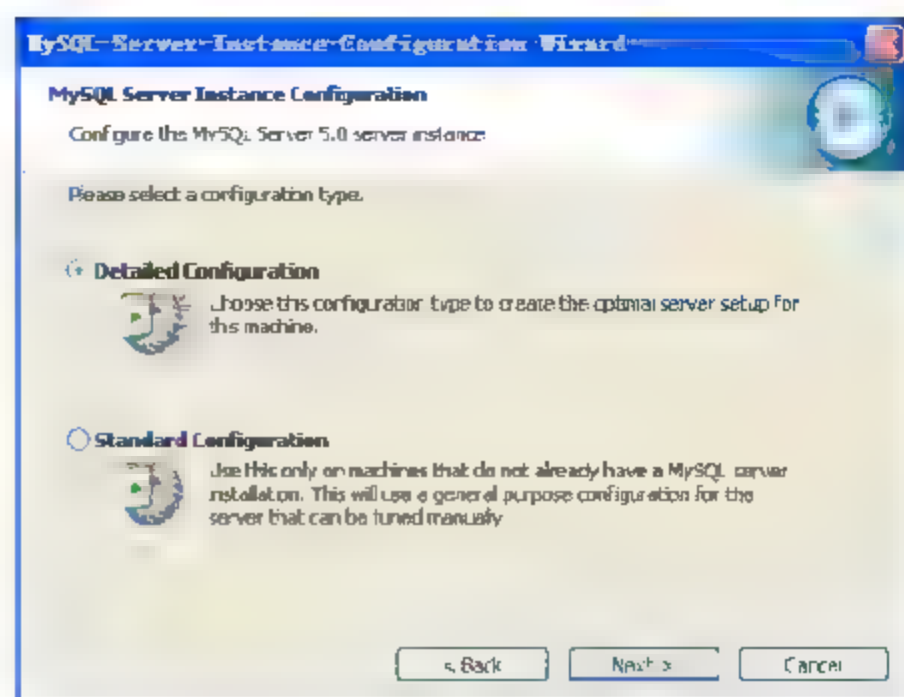 MySQL Server Instance Configuration Wizard
MySQL Server Instance Configuration
Configure the MySQL Server 5.0 server instance.
Please select a configuration type.
Detailed Configuration
Choose this configuration type to create the optimal server setup for
this machine.
Standard Configuration
Use this only on machines that do not already have a MySQL server
installation. This will use a general purpose configuration for the
server that can be tuned manually.
< Back
Next >
Cancel